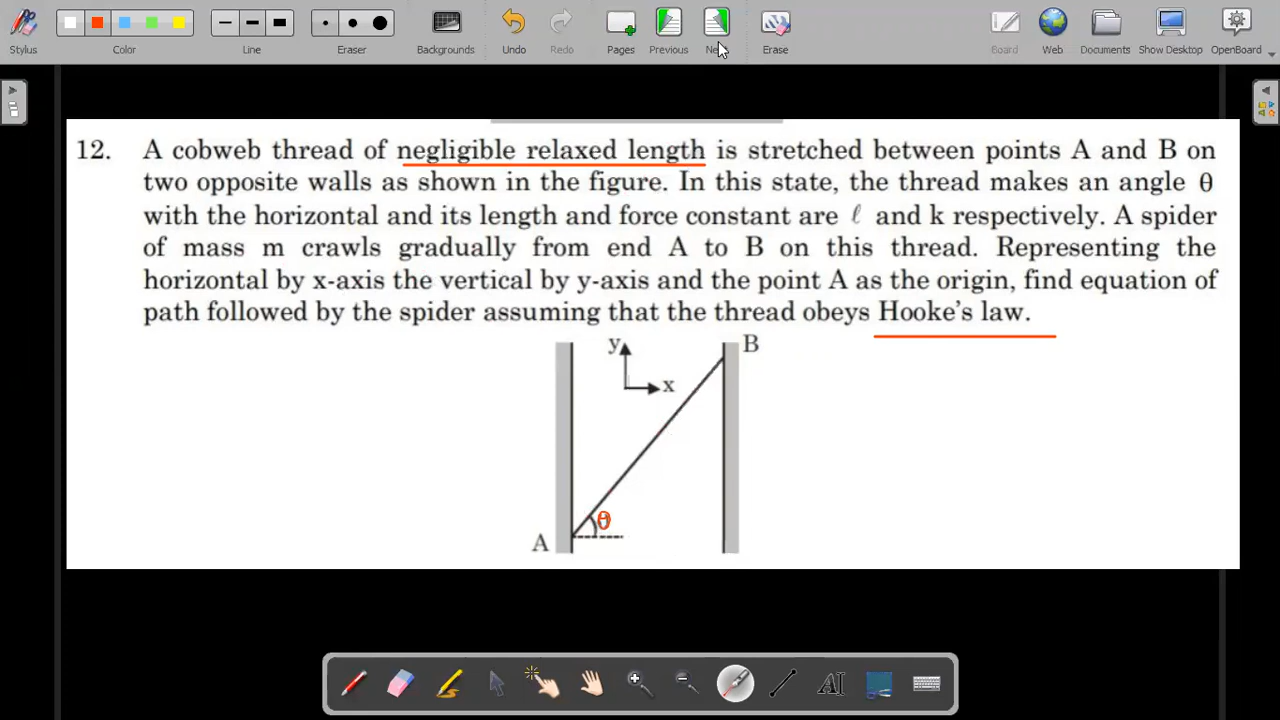 Stylus Color Line Eraser Backgrounds Undo Redo Pages Previous Erase Board Web Documents Show Desktop OpenBoard
12. A cobweb thread of negligible relaxed length is stretched between points A and B on
two opposite walls as shown in the figure. In this state, the thread makes an angle θ
with the horizontal and its length and force constant are ℓ and k respectively. A spider
of mass m crawls gradually from end A to B on this thread. Representing the
horizontal by x-axis the vertical by y-axis and the point A as the origin, find equation of
path followed by the spider assuming that the thread obeys Hooke's law.
y B
x
θ
A
AI